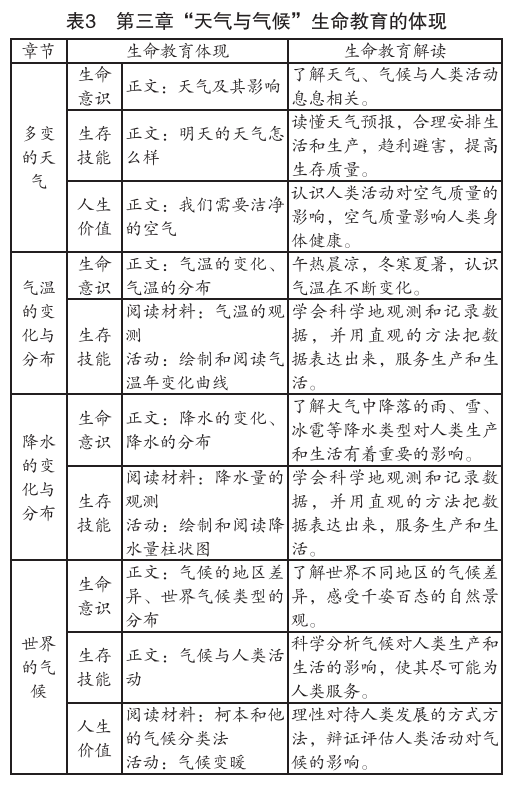 表3 第三章“天气与气候”生命教育的体现
章节 生命教育体现 生命教育解读
多变
的天
气
生命
意识
正文：天气及其影响
了解天气、气候与人类活动
息息相关。
生存
技能
正文：明天的天气怎
么样
读懂天气预报，合理安排生
活和生产，趋利避害，提高
生存质量。
人生
价值
正文：我们需要洁净
的空气
认识人类活动对空气质量的
影响，空气质量影响人类身
体健康。
气温
的变
化与
分布
生命
意识
正文：气温的变化、
气温的分布
午热晨凉，冬寒夏暑，认识
气温在不断变化。
生存
技能
阅读材料：气温的观
测
活动：绘制和阅读气
温年变化曲线
学会科学地观测和记录数
据，并用直观的方法把数
据表达出来，服务生产和生
活。
降水
的变
化与
分布
生命
意识
正文：降水的变化、
降水的分布
了解大气中降落的雨、雪、
冰雹等降水类型对人类生产
和生活有着重要的影响。
生存
技能
阅读材料：降水量的
观测
活动：绘制和阅读降
水量柱状图
学会科学地观测和记录数
据，并用直观的方法把数
据表达出来，服务生产和生
活。
世界
的气
候
生命
意识
正文：气候的地区差
异、世界气候类型的
分布
了解世界不同地区的气候差
异，感受千姿百态的自然景
观。
生存
技能
正文：气候与人类活
动
科学分析气候对人类生产和
生活的影响，使其尽可能为
人类服务。
人生
价值
阅读材料：柯本和他
的气候分类法
活动：气候变暖
理性对待人类发展的方式方
法，辩证评估人类活动对气
候的影响。